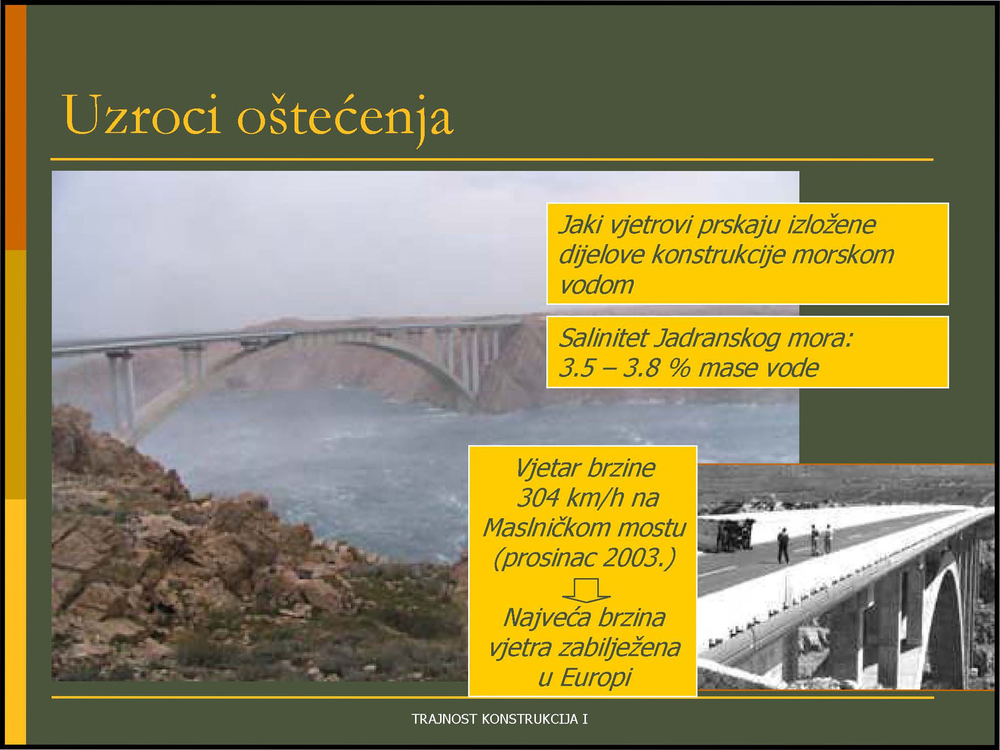 Uzroci oštećenja
Jaki vjetrovi prskaju izložene
dijelove konstrukcije morskom
vodom
Salinitet Jadranskog mora:
3.5 – 3.8 % mase vode
Vjetar brzine
304 km/h na
Maslničkom mostu
(prosinac 2003.)
Najveća brzina
vjetra zabilježena
u Europi
TRAJNOST KONSTRUKCIJA I